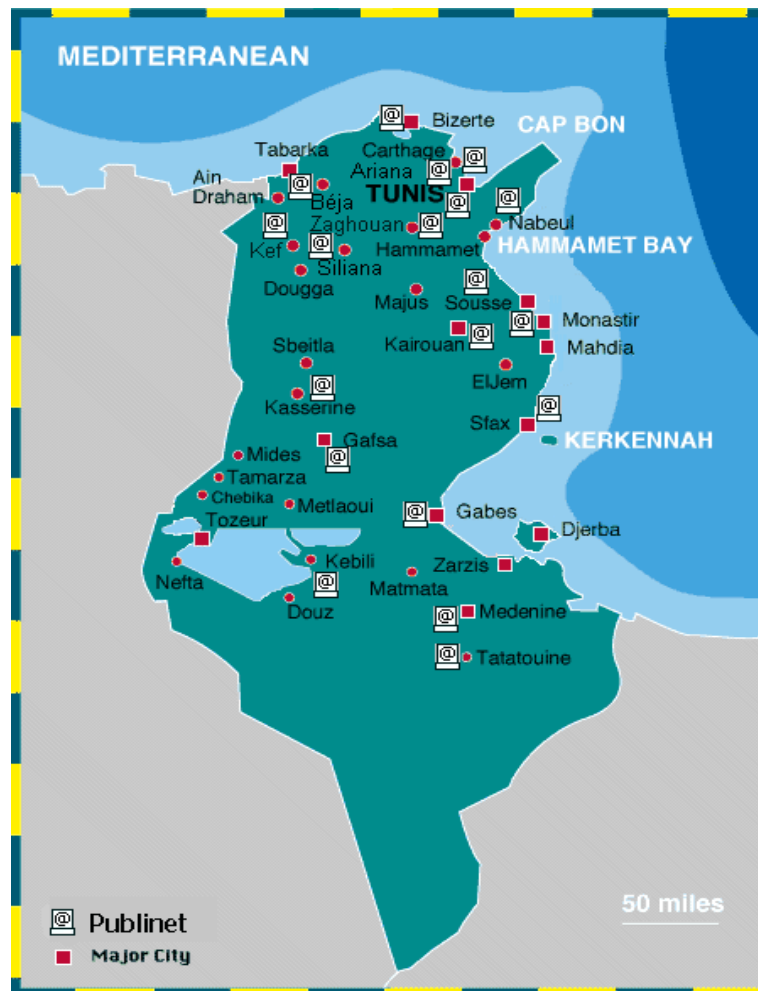 MEDITERRANEAN
Bizerte
CAP BON
Tabarka
Carthage
Ariana
Ain
Draham
Béja
TUNIS
Zaghouan
Nabeul
Kef
Hammamet
HAMMAMET BAY
Siliana
Dougga
Majus
Sousse
Monastir
Kairouan
Mahdia
Sbeitla
ElJem
Kasserine
Sfax
Gafsa
KERKENNAH
Mides
Tamarza
Chebika
Metlaoui
Gabes
Tozeur
Djerba
Kebili
Zarzis
Nefta
Matmata
Douz
Medenine
Tatatouine
50 miles
@ Publinet
Major City